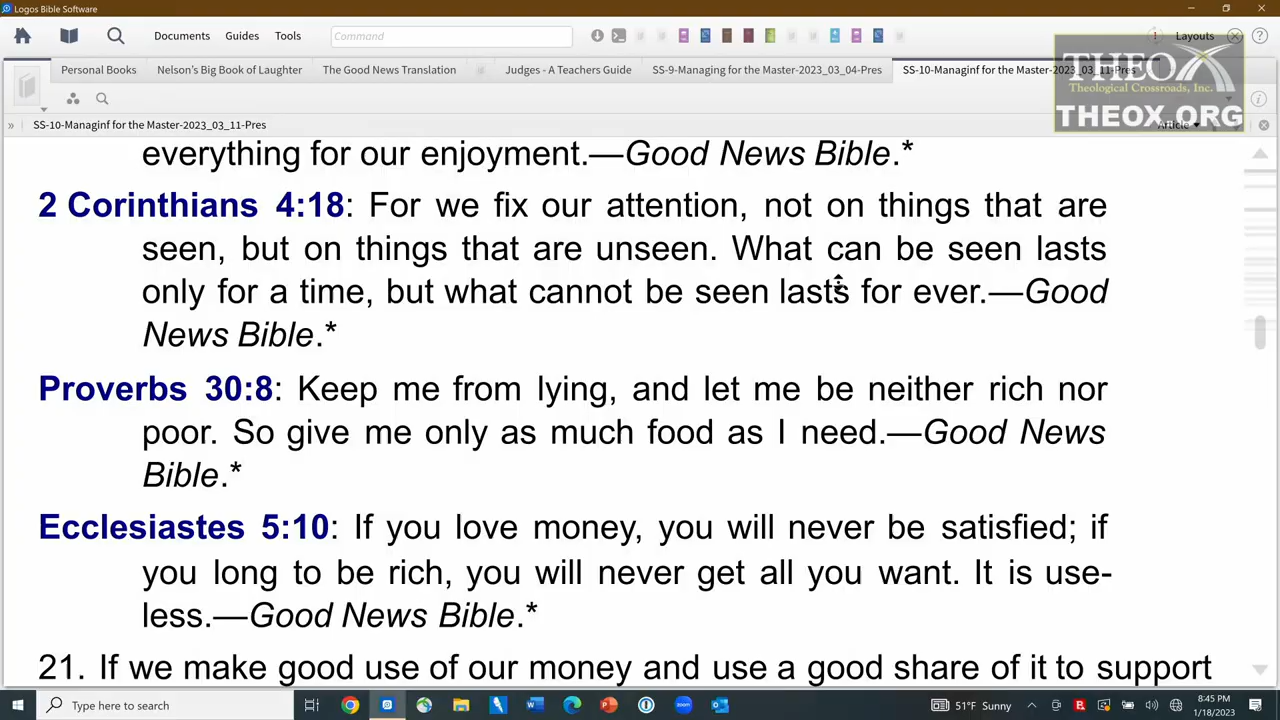 Logos Bible Software
Documents Guides Tools Command Layouts
Personal Books Nelson's Big Book of Laughter The Ga Judges - A Teachers Guide SS-9-Managing for the Master-2023_03_04-Pres SS-10-Managinf for the Master-2023_03_11-Pres
THEOX
Theological Crossroads, Inc.
THEOX.ORG
SS-10-Managinf for the Master-2023_03_11-Pres Article
everything for our enjoyment.—Good News Bible.*
2 Corinthians 4:18: For we fix our attention, not on things that are
seen, but on things that are unseen. What can be seen lasts
only for a time, but what cannot be seen lasts for ever.—Good
News Bible.*
Proverbs 30:8: Keep me from lying, and let me be neither rich nor
poor. So give me only as much food as I need.—Good News
Bible.*
Ecclesiastes 5:10: If you love money, you will never be satisfied; if
you long to be rich, you will never get all you want. It is use-
less.—Good News Bible.*
21. If we make good use of our money and use a good share of it to support
Type here to search
51°F Sunny
8:45 PM
1/18/2023